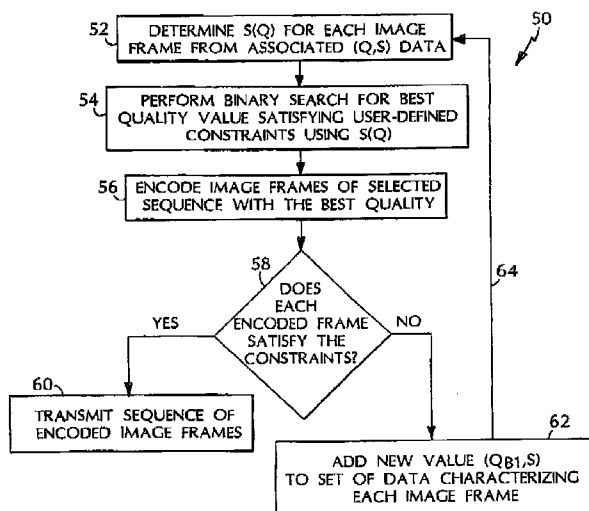 50
52
DETERMINE S(Q) FOR EACH IMAGE
FRAME FROM ASSOCIATED (Q,S) DATA
54
PERFORM BINARY SEARCH FOR BEST
QUALITY VALUE SATISFYING USER-DEFINED
CONSTRAINTS USING S(Q)
56
ENCODE IMAGE FRAMES OF SELECTED
SEQUENCE WITH THE BEST QUALITY
58
DOES
EACH
ENCODED FRAME
SATISFY THE
CONSTRAINTS?
YES
NO
64
60
TRANSMIT SEQUENCE OF
ENCODED IMAGE FRAMES
62
ADD NEW VALUE (QB1,S)
TO SET OF DATA CHARACTERIZING
EACH IMAGE FRAME